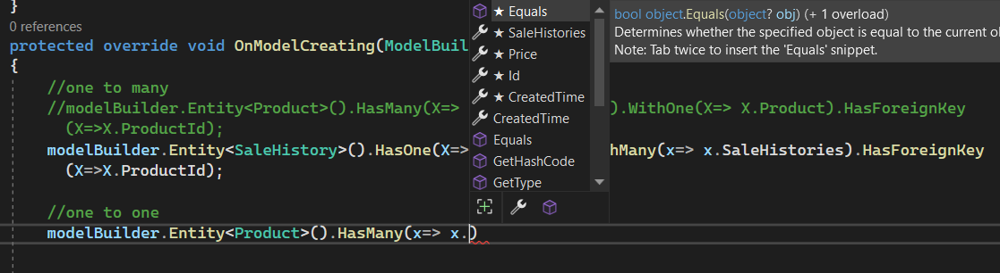 }
0 references
protected override void OnModelCreating(ModelBuil
{
//one to many
//modelBuilder.Entity<Product>().HasMany(X=> ).WithOne(X=> X.Product).HasForeignKey
(X=>X.ProductId);
modelBuilder.Entity<SaleHistory>().HasOne(X=> hMany(x=> x.SaleHistories).HasForeignKey
(X=>X.ProductId);
//one to one
modelBuilder.Entity<Product>().HasMany(x=> x.)
★ Equals
★ SaleHistories
★ Price
★ Id
★ CreatedTime
CreatedTime
Equals
GetHashCode
GetType
bool object.Equals(object? obj) (+ 1 overload)
Determines whether the specified object is equal to the current ob
Note: Tab twice to insert the 'Equals' snippet.